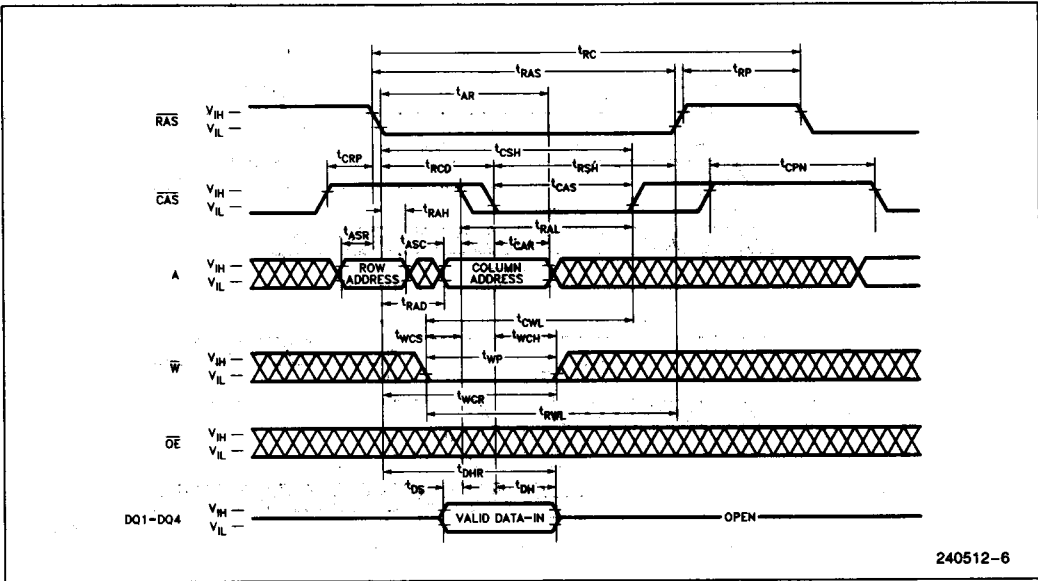 tRC
tRAS
tRP
tAR
RAS
VIH
VIL
tCSH
tCRP
tRCD
tRSH
tCPN
CAS
VIH
VIL
tCAS
tRAH
tRAL
tASR
tASC
tCAR
A
VIH
VIL
ROW
ADDRESS
COLUMN
ADDRESS
tRAD
tCWL
tWCS
tWCH
W
VIH
VIL
tWP
tWCR
tRWL
OE
VIH
VIL
tDHR
tDS
tDH
DQ1-DQ4
VIH
VIL
VALID DATA-IN
OPEN
240512-6